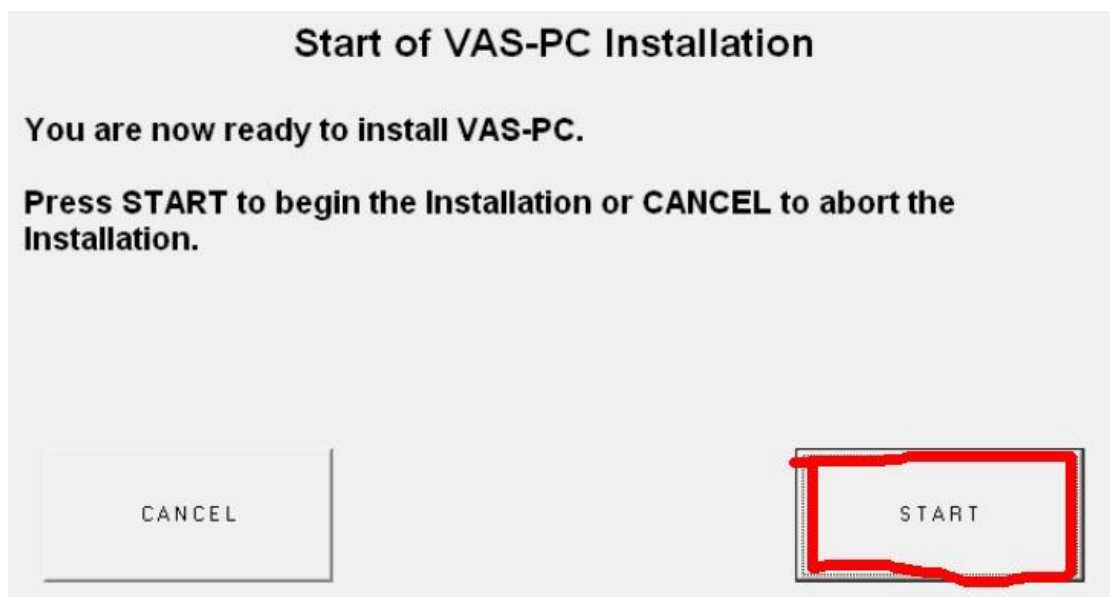 Start of VAS-PC Installation
You are now ready to install VAS-PC.
Press START to begin the Installation or CANCEL to abort the
Installation.
CANCEL
START